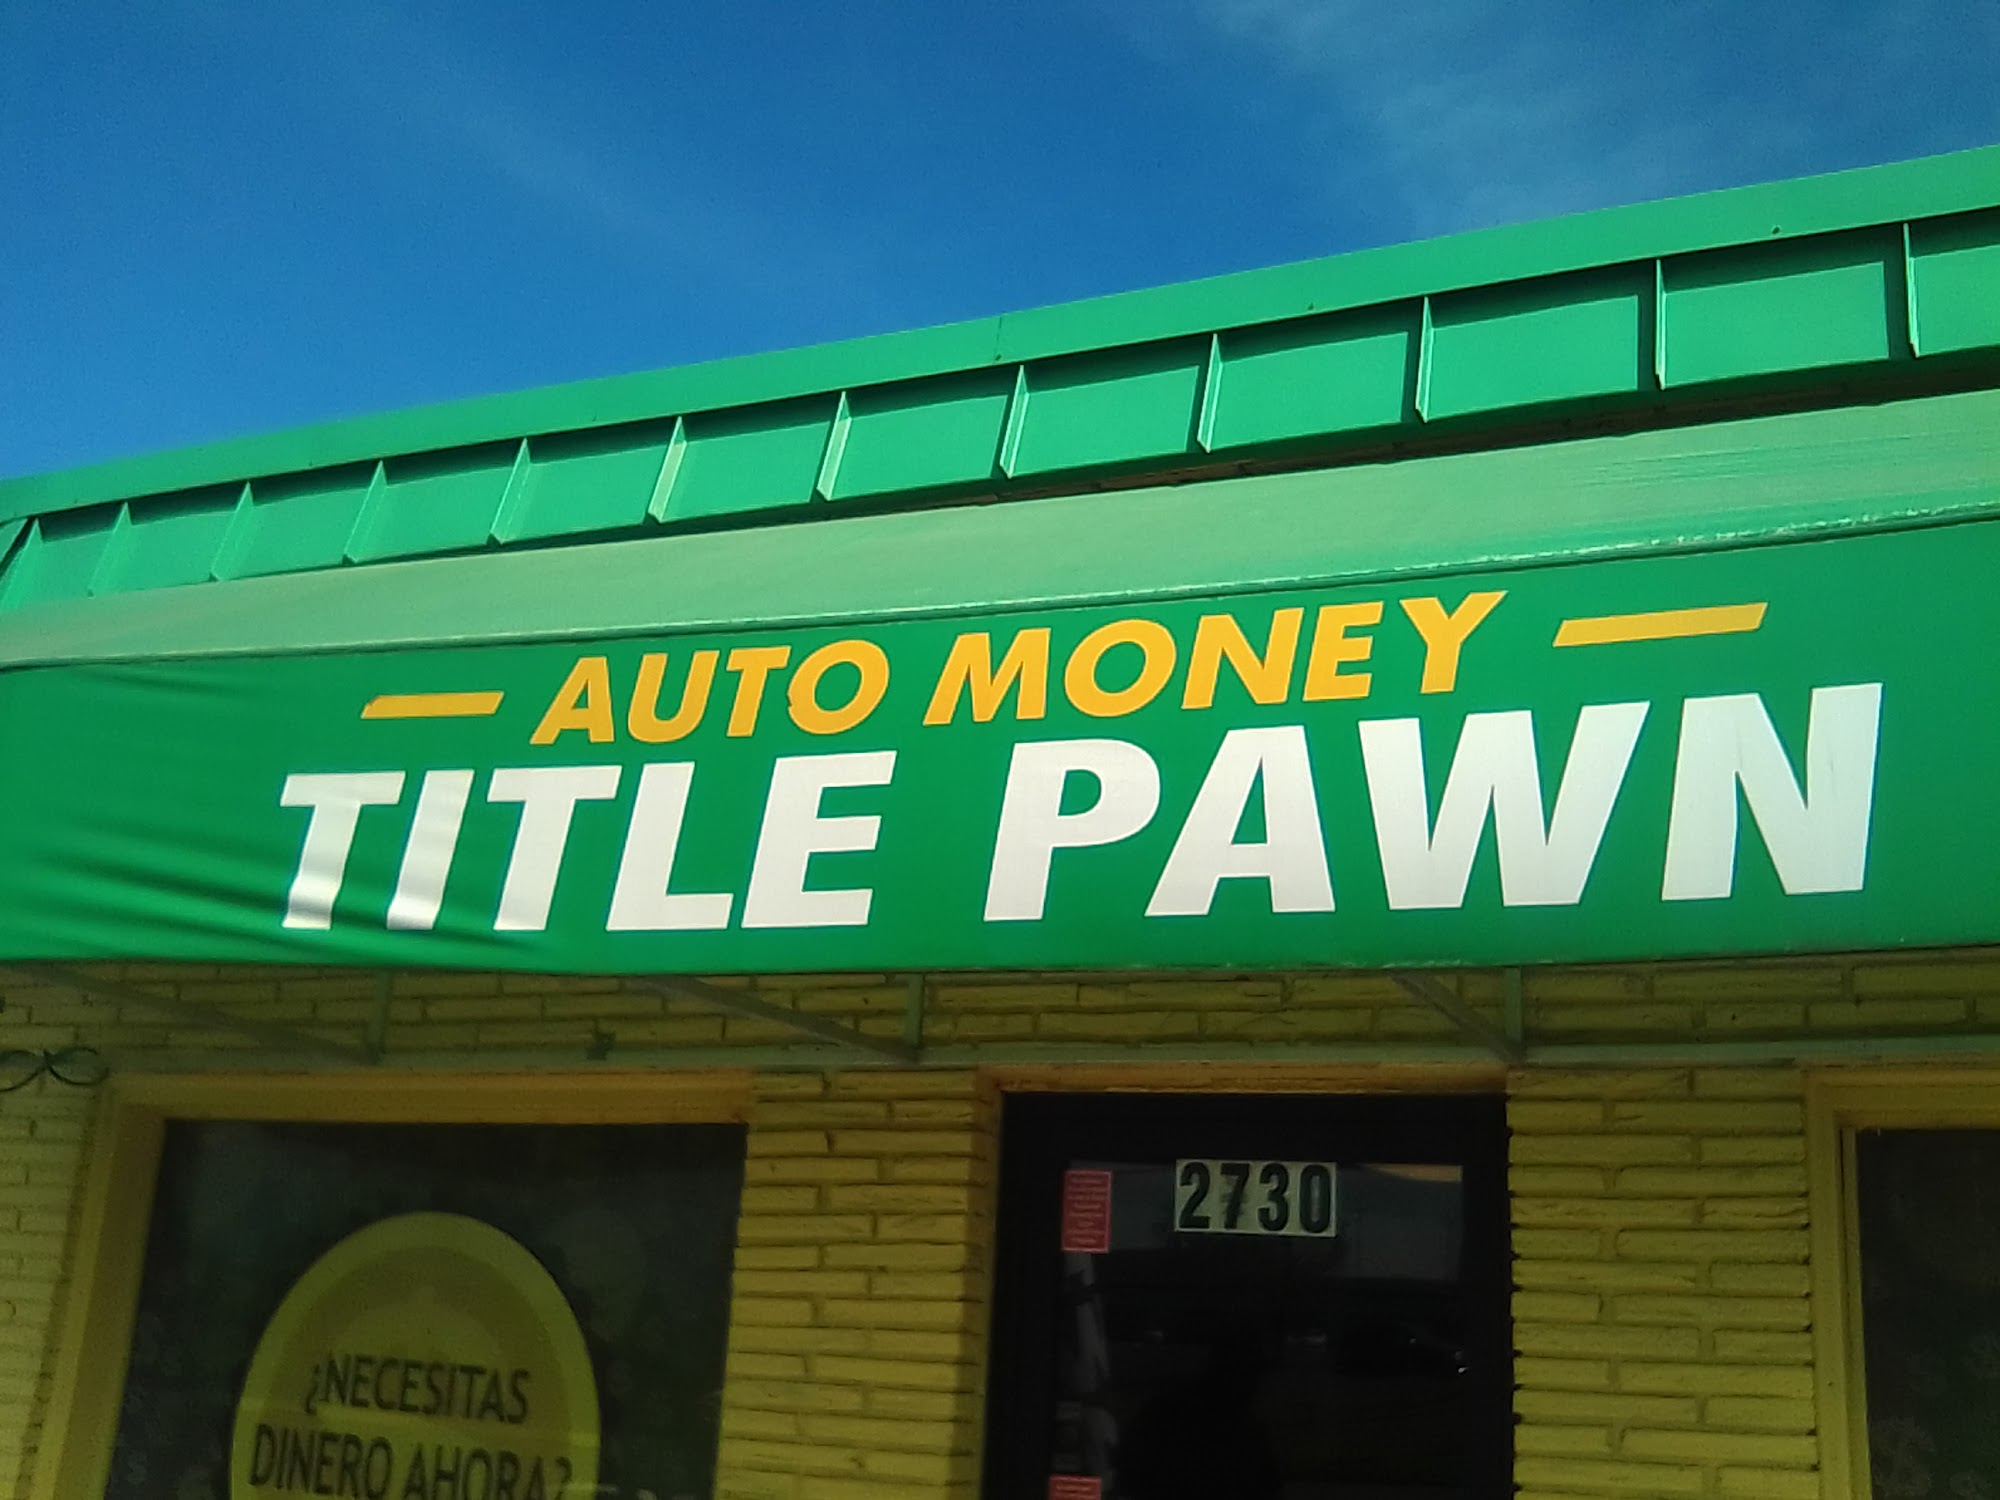 AUTO MONEY
TITLE PAWN
2730
¿NECESITAS
DINERO AHORA?